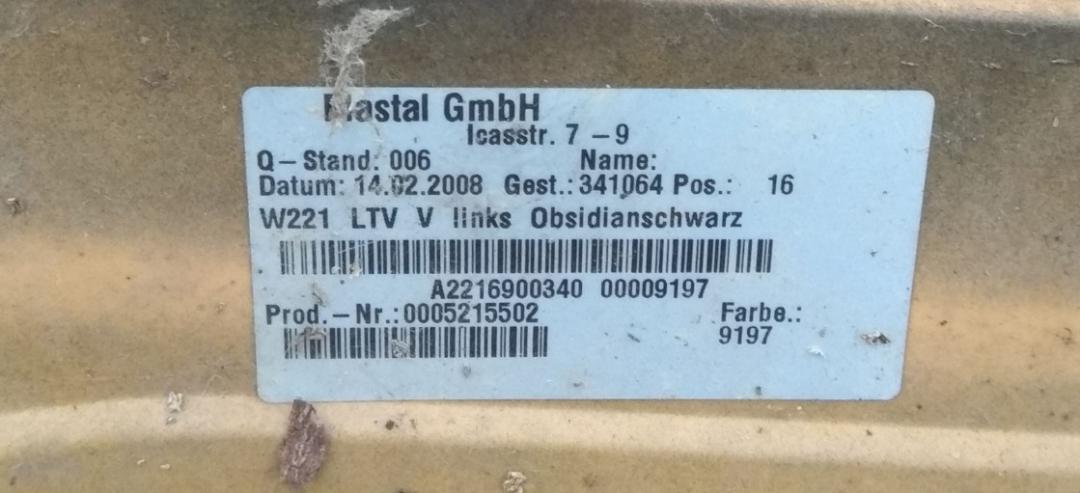 Plastal GmbH
Icasstr. 7 – 9
Q – Stand: 006 Name:
Datum: 14.02.2008 Gest.: 341064 Pos.: 16
W221 LTV V links Obsidianschwarz
A2216900340 00009197
Prod. – Nr.: 0005215502 Farbe.:
9197